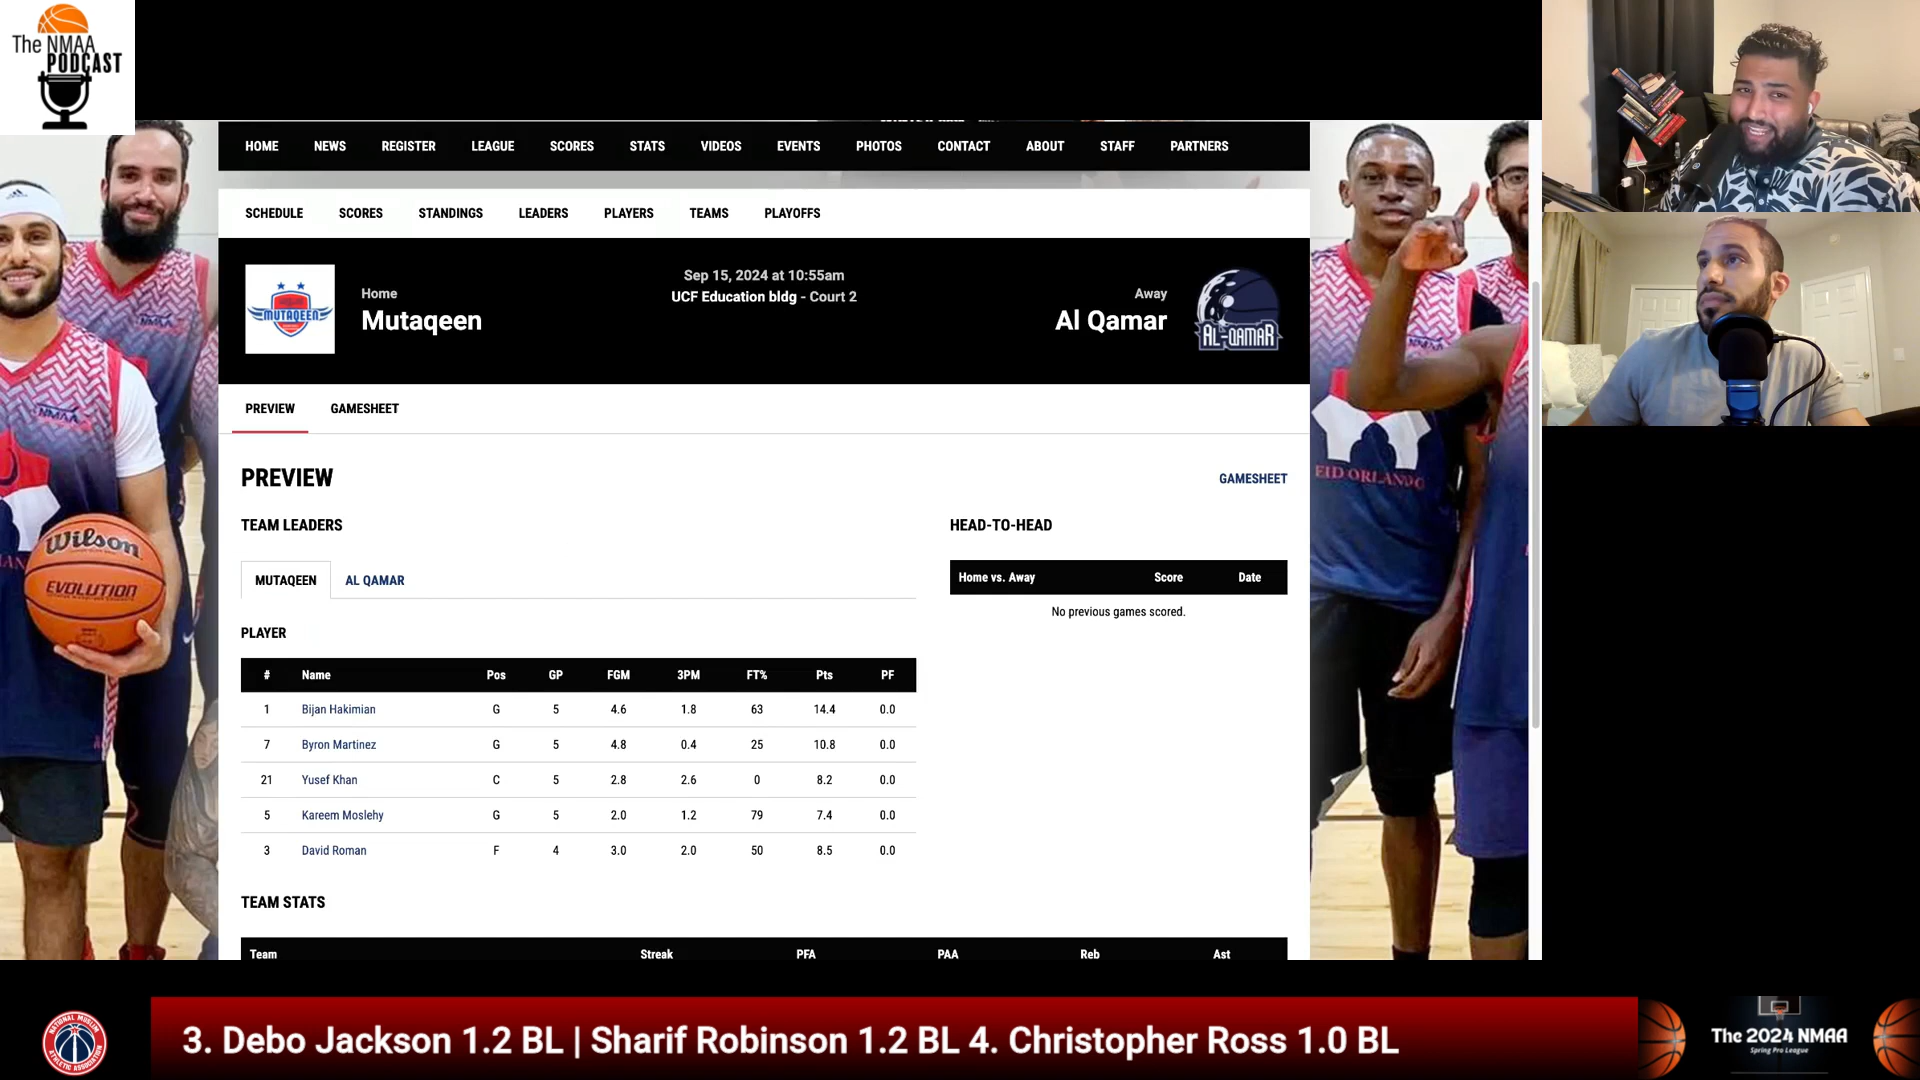 The NMAA
PODCAST
HOME NEWS REGISTER LEAGUE SCORES STATS VIDEOS EVENTS PHOTOS CONTACT ABOUT STAFF PARTNERS
SCHEDULE SCORES STANDINGS LEADERS PLAYERS TEAMS PLAYOFFS
MUTAQEEN
Home
Mutaqeen
Sep 15, 2024 at 10:55am
UCF Education bldg - Court 2
Away
Al Qamar
AL-QAMAR
PREVIEW GAMESHEET
PREVIEW
GAMESHEET
TEAM LEADERS
HEAD-TO-HEAD
MUTAQEEN AL QAMAR
Home vs. Away Score Date
No previous games scored.
PLAYER
# Name Pos GP FGM 3PM FT% Pts PF
1 Bijan Hakimian G 5 4.6 1.8 63 14.4 0.0
7 Byron Martinez G 5 4.8 0.4 25 10.8 0.0
21 Yusef Khan C 5 2.8 2.6 0 8.2 0.0
5 Kareem Moslehy G 5 2.0 1.2 79 7.4 0.0
3 David Roman F 4 3.0 2.0 50 8.5 0.0
TEAM STATS
Team Streak PFA PAA Reb Ast
NMAA
NMAA
Wilson
EVOLUTION
EID ORLANDO
NATIONAL MUSLIM
ATHLETIC ASSOCIATION
3. Debo Jackson 1.2 BL | Sharif Robinson 1.2 BL 4. Christopher Ross 1.0 BL
The 2024 NMAA
Spring Pro League